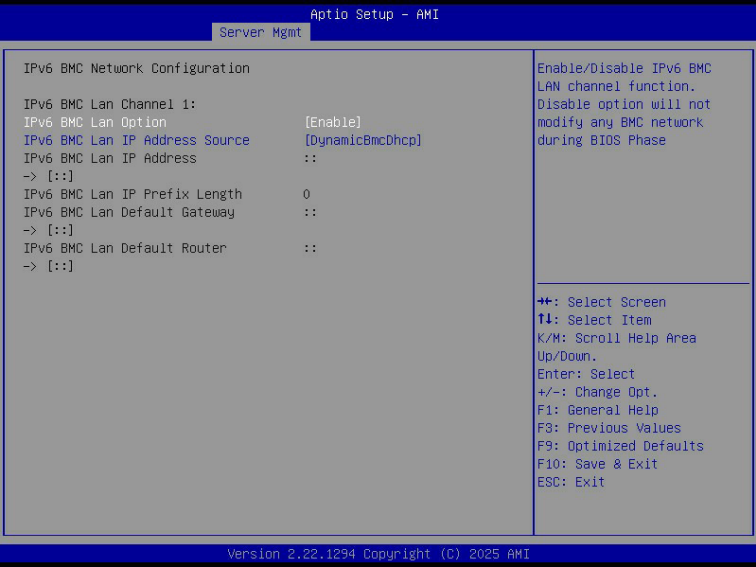 Aptio Setup – AMI
Server Mgmt
IPv6 BMC Network Configuration
IPv6 BMC Lan Channel 1:
IPv6 BMC Lan Option [Enable]
IPv6 BMC Lan IP Address Source [DynamicBmcDhcp]
IPv6 BMC Lan IP Address ::
-> [::]
IPv6 BMC Lan IP Prefix Length 0
IPv6 BMC Lan Default Gateway ::
-> [::]
IPv6 BMC Lan Default Router ::
-> [::]
Enable/Disable IPv6 BMC
LAN channel function.
Disable option will not
modify any BMC network
during BIOS Phase
→←: Select Screen
↑↓: Select Item
K/M: Scroll Help Area
Up/Down.
Enter: Select
+/-: Change Opt.
F1: General Help
F3: Previous Values
F9: Optimized Defaults
F10: Save & Exit
ESC: Exit
Version 2.22.1294 Copyright (C) 2025 AMI